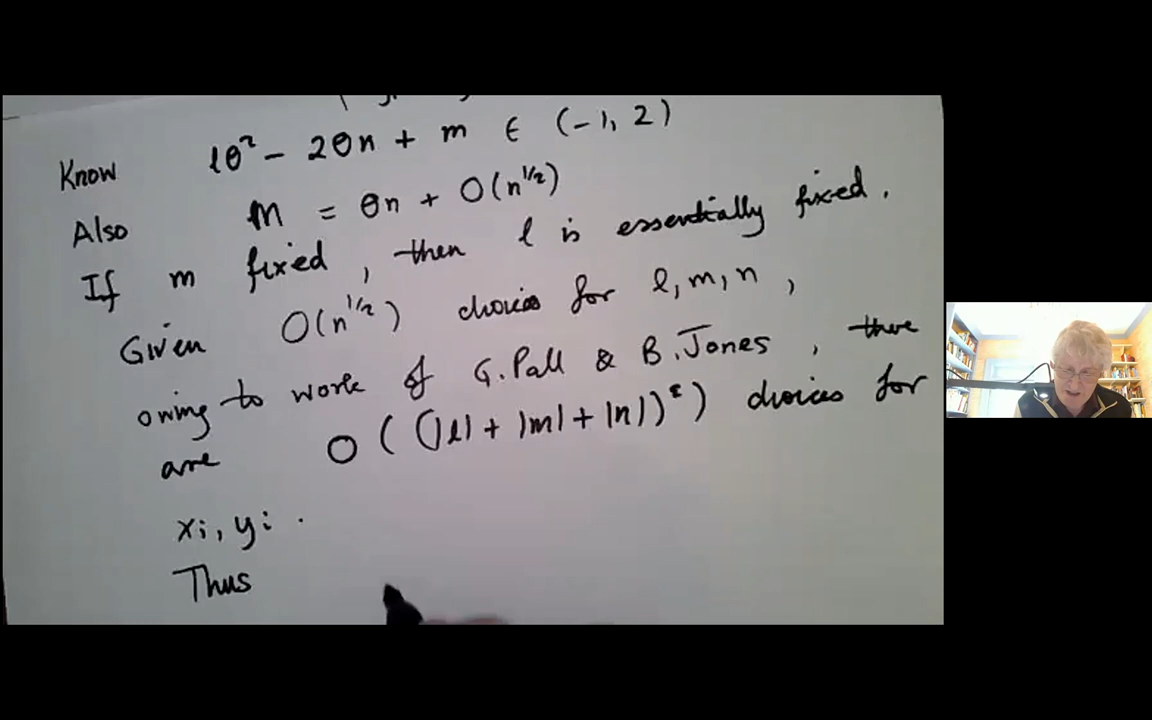 Know lθ² - 2θn + m ∈ (-1, 2)
Also m = θn + O(n^{1/2})
If m fixed, then l is essentially fixed.
Given O(n^{1/2}) choices for l, m, n,
owing to work of G. Pall & B. Jones, there
are O((|l| + |m| + |n|)^ε) choices for
xi, yi.
Thus